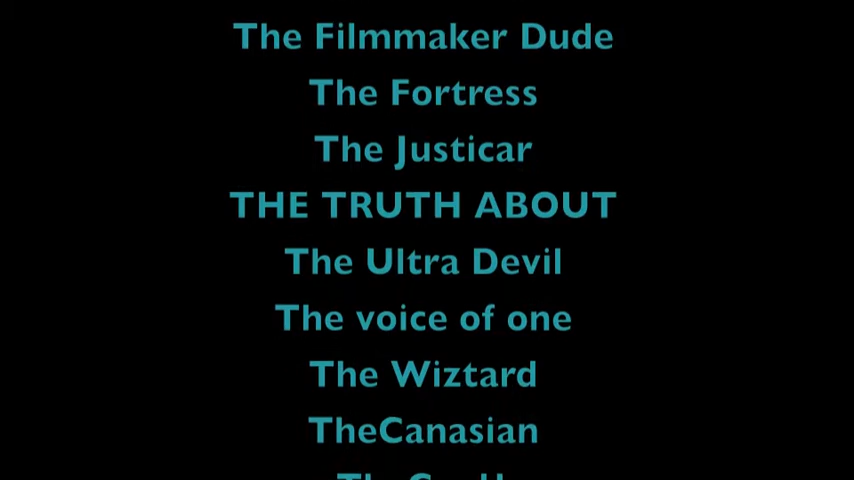 The Filmmaker Dude
The Fortress
The Justicar
THE TRUTH ABOUT
The Ultra Devil
The voice of one
The Wiztard
TheCanasian